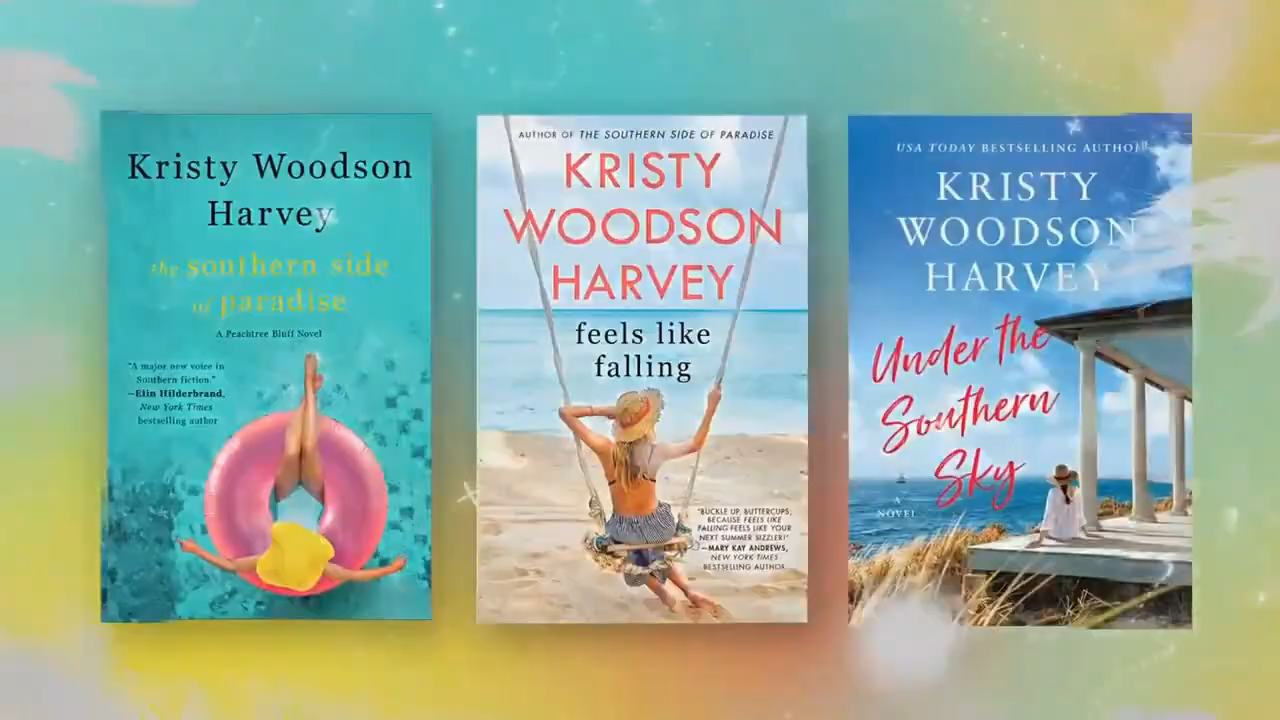 Kristy Woodson
Harvey
the southern side
of paradise
A Peachtree Bluff Novel
"A major new voice in
Southern fiction."
—Elin Hilderbrand,
New York Times
bestselling author
AUTHOR OF THE SOUTHERN SIDE OF PARADISE
KRISTY
WOODSON
HARVEY
feels like
falling
"BUCKLE UP, BUTTERCUPS,
BECAUSE FEELS LIKE
FALLING FEELS LIKE YOUR
NEXT SUMMER SIZZLER!"
—MARY KAY ANDREWS,
NEW YORK TIMES
BESTSELLING AUTHOR
USA TODAY BESTSELLING AUTHOR
KRISTY
WOODSON
HARVEY
Under the
Southern
Sky
A
NOVEL